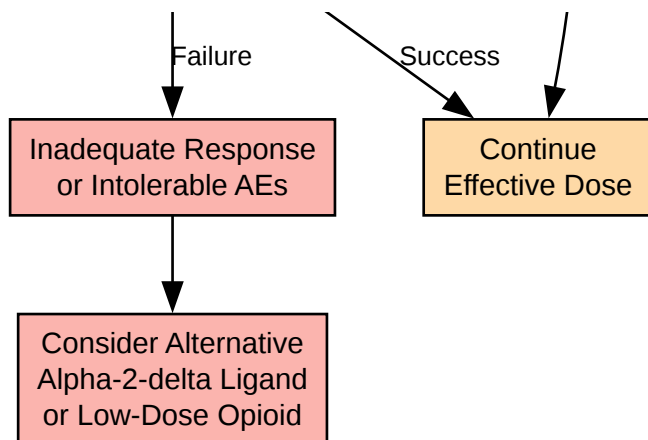 Failure
Success
Inadequate Response
or Intolerable AEs
Continue
Effective Dose
Consider Alternative
Alpha-2-delta Ligand
or Low-Dose Opioid